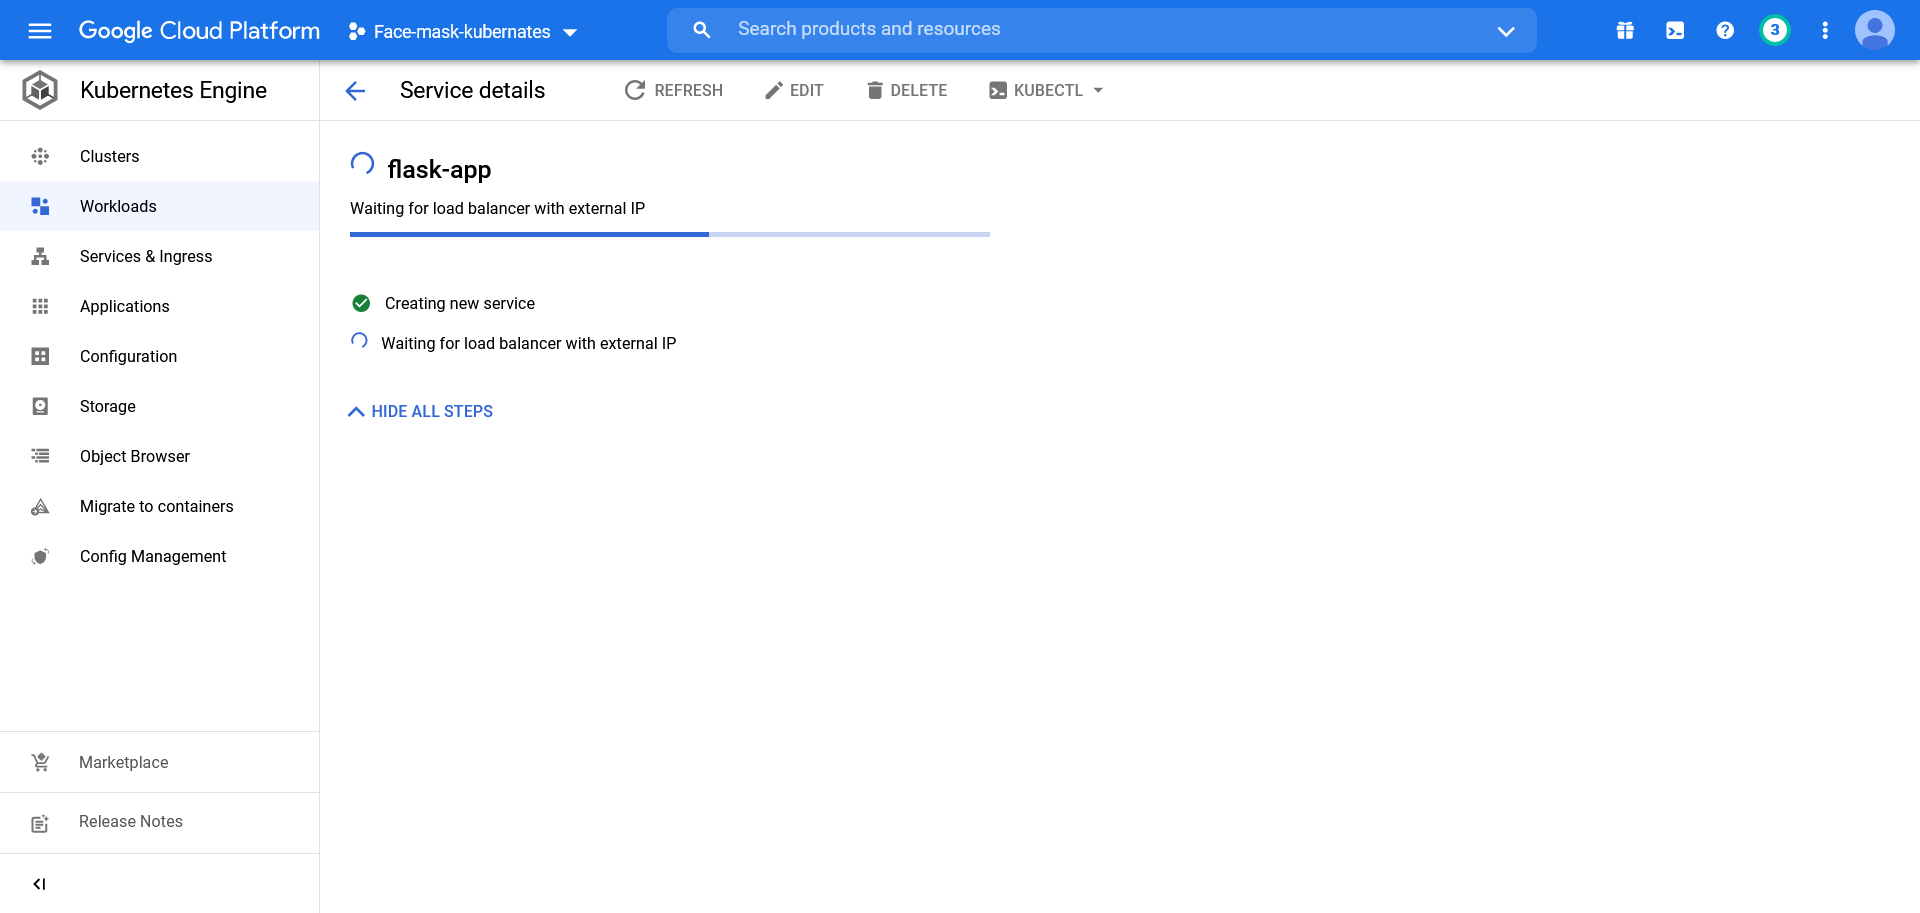 Google Cloud Platform
Face-mask-kubernates
Search products and resources
3
Kubernetes Engine
Service details
REFRESH
EDIT
DELETE
KUBECTL
Clusters
Workloads
Services & Ingress
Applications
Configuration
Storage
Object Browser
Migrate to containers
Config Management
Marketplace
Release Notes
flask-app
Waiting for load balancer with external IP
Creating new service
Waiting for load balancer with external IP
HIDE ALL STEPS